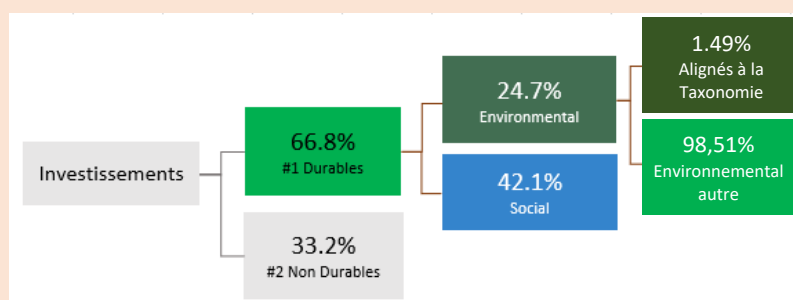 Investissements
66.8%
#1 Durables
33.2%
#2 Non Durables
24.7%
Environmental
42.1%
Social
1.49%
Alignés à la
Taxonomie
98,51%
Environnemental
autre